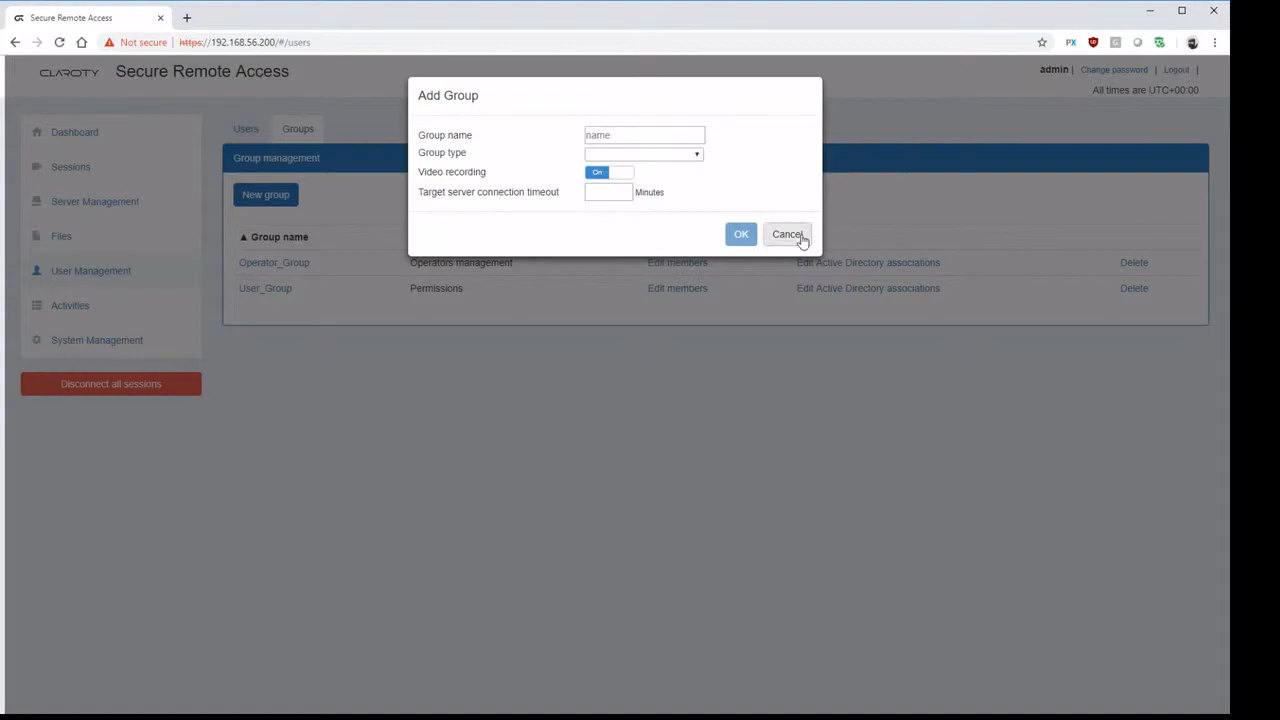 Secure Remote Access
Not secure https://192.168.56.200/#/users
CLAROTY Secure Remote Access
admin | Change password | Logout |
All times are UTC+00:00
Dashboard
Sessions
Server Management
Files
User Management
Activities
System Management
Disconnect all sessions
Users Groups
Group management
New group
▲ Group name
Operator_Group Operators management Edit members Edit Active Directory associations Delete
User_Group Permissions Edit members Edit Active Directory associations Delete
Add Group
Group name name
Group type
Video recording On
Target server connection timeout Minutes
OK Cancel